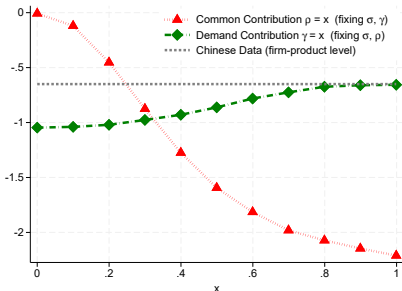 Common Contribution ρ = x (fixing σ, γ)
Demand Contribution γ = x (fixing σ, ρ)
Chinese Data (firm-product level)
0
-.5
-1
-1.5
-2
0 .2 .4 .6 .8 1
x